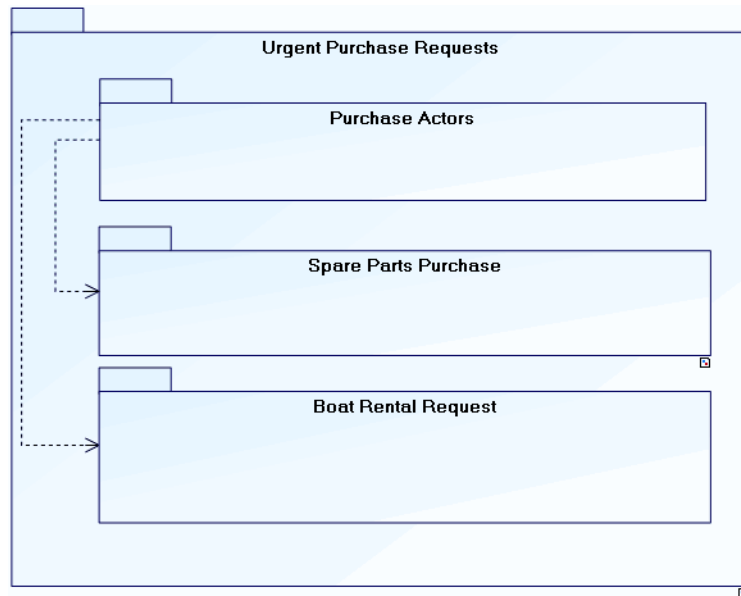 Urgent Purchase Requests
Purchase Actors
Spare Parts Purchase
Boat Rental Request